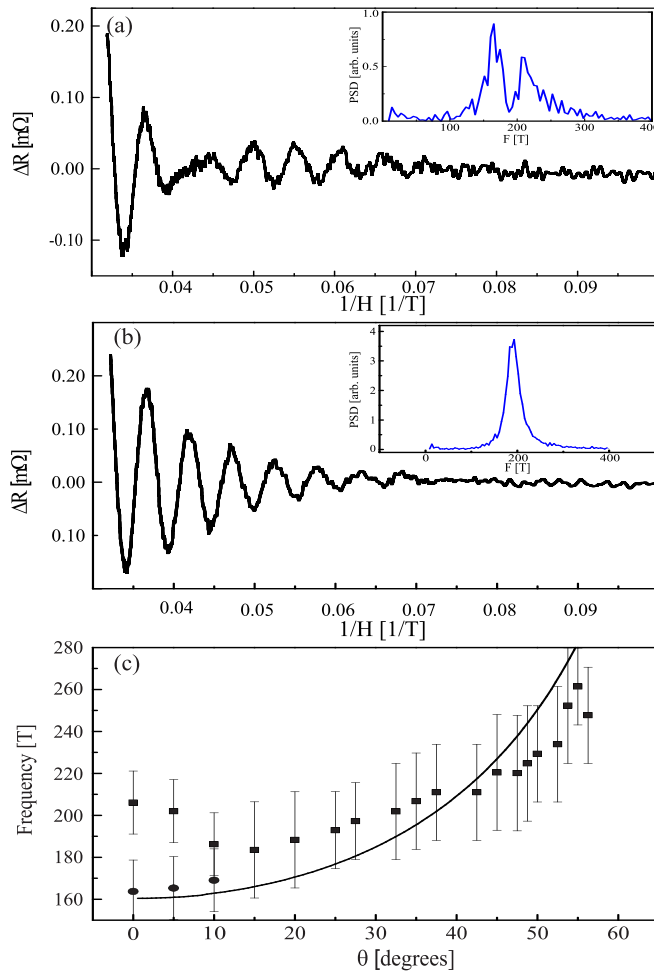 (a)
0.20
0.10
0.00
-0.10
ΔR [mΩ]
0.04 0.05 0.06 0.07 0.08 0.09
1/H [1/T]
1.0
0.5
0.0
PSD [arb. units]
100 200 300 400
F [T]
(b)
0.20
0.10
0.00
0.10
ΔR [mΩ]
0.04 0.05 0.06 0.07 0.08 0.09
1/H [1/T]
4
3
2
1
0
PSD [arb. units]
0 200 400
F [T]
(c)
280
260
240
220
200
180
160
Frequency [T]
0 10 20 30 40 50 60
θ [degrees]